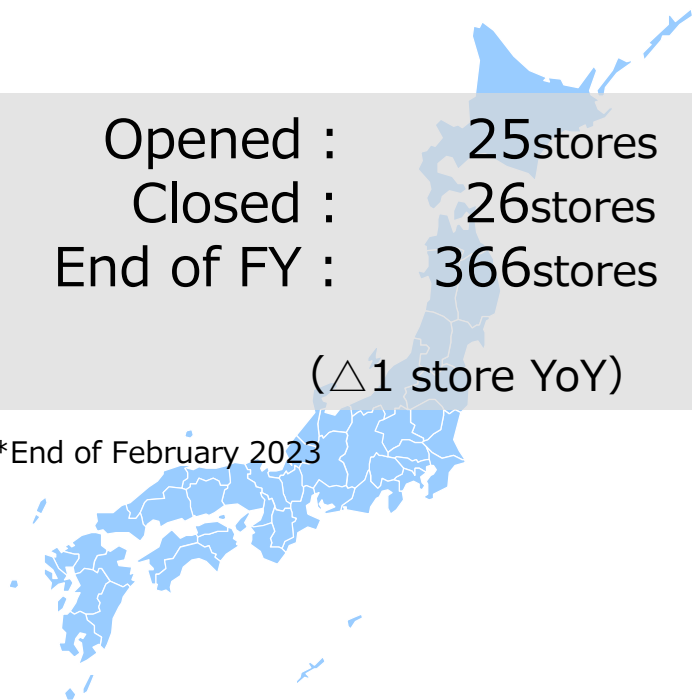 Opened : 25stores
Closed : 26stores
End of FY : 366stores
（△1 store YoY）
*End of February 2023